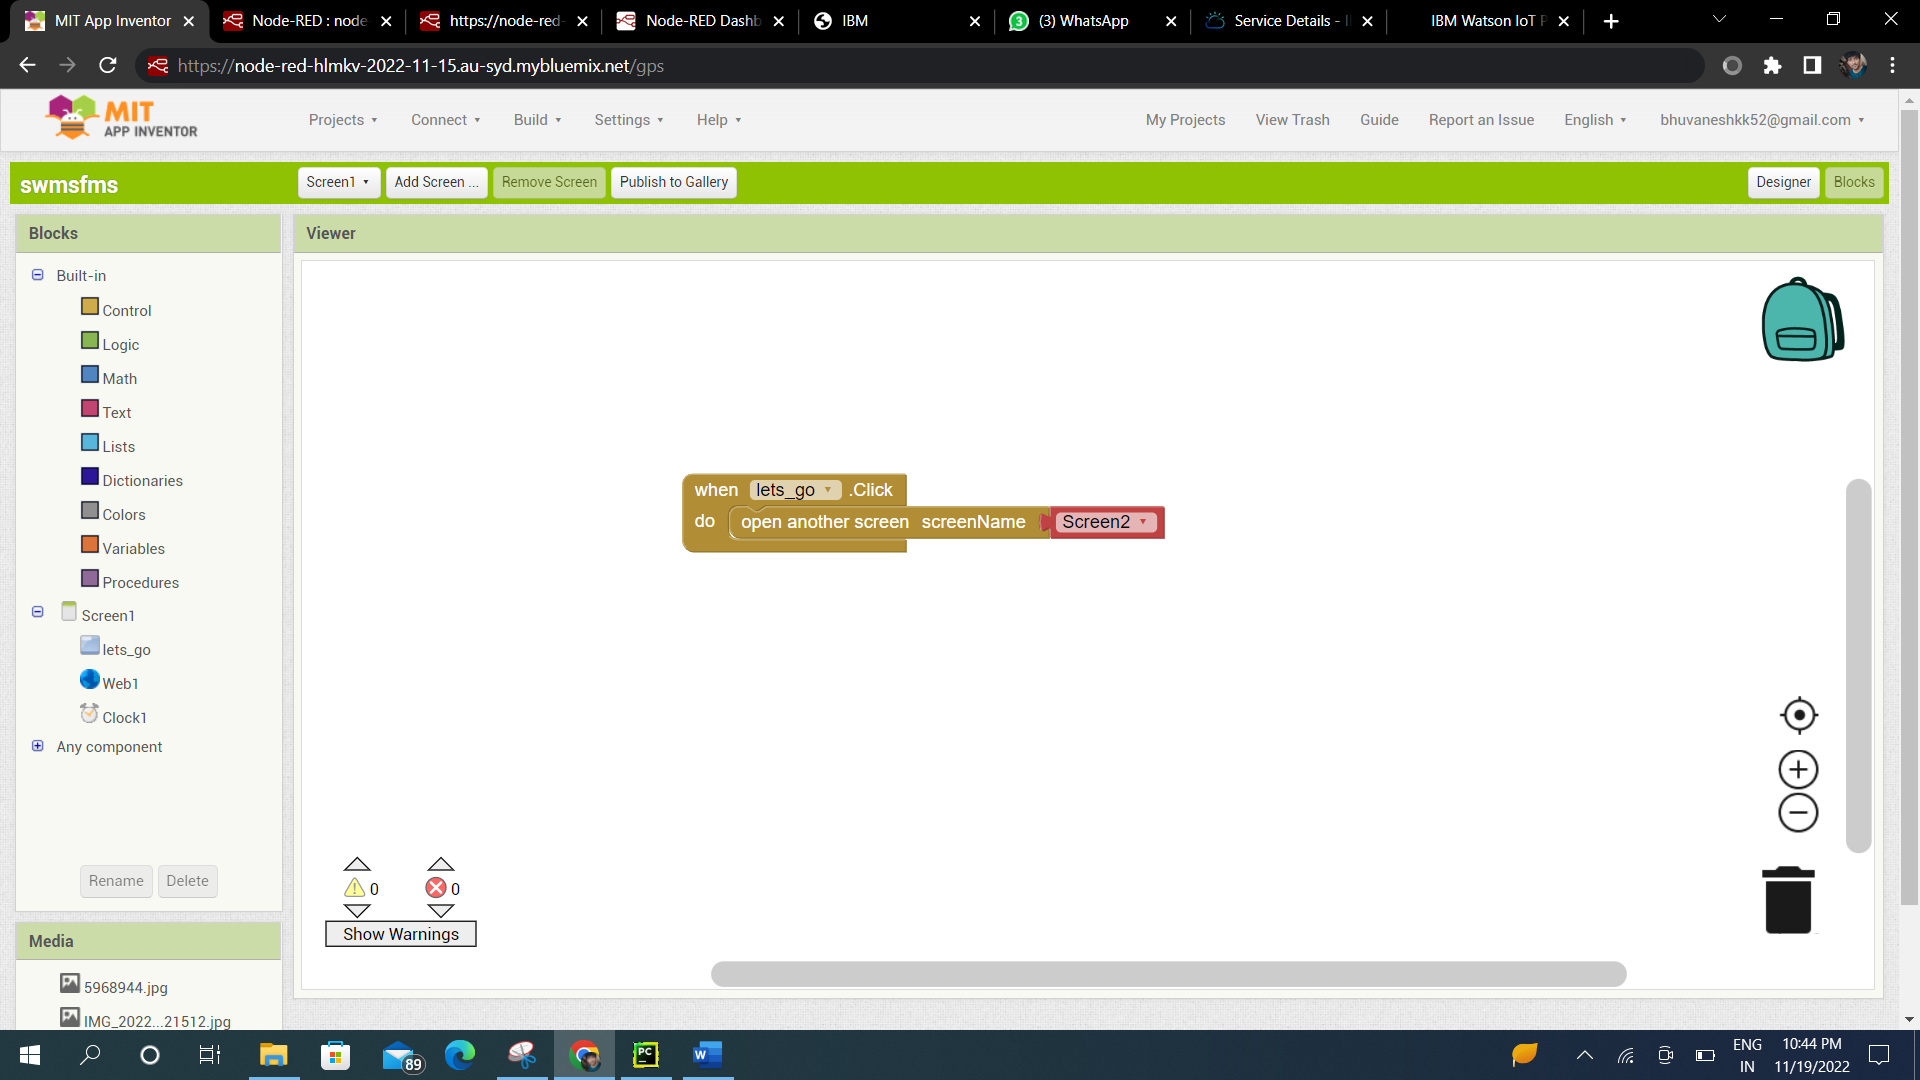 MIT App Inventor
Node-RED : node
https://node-red-
Node-RED Dashb
IBM
3
(3) WhatsApp
Service Details - I
IBM Watson IoT P
https://node-red-hlmkv-2022-11-15.au-syd.mybluemix.net/gps
MIT
APP INVENTOR
Projects
Connect
Build
Settings
Help
My Projects
View Trash
Guide
Report an Issue
English
bhuvaneshkk52@gmail.com
swmsfms
Screen1
Add Screen ...
Remove Screen
Publish to Gallery
Designer
Blocks
Blocks
Viewer
Built-in
Control
Logic
Math
Text
Lists
Dictionaries
Colors
Variables
Procedures
Screen1
lets_go
Web1
Clock1
Any component
Rename
Delete
when lets_go .Click
do open another screen screenName Screen2
0
0
Show Warnings
Media
5968944.jpg
IMG_2022...21512.jpg
89
PC
W
ENG
IN
10:44 PM
11/19/2022